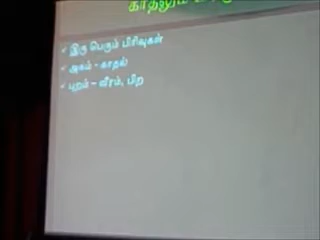 இரு பெரும் பிரிவுகள்
அகம் - காதல்
புறம் – வீரம், பிற